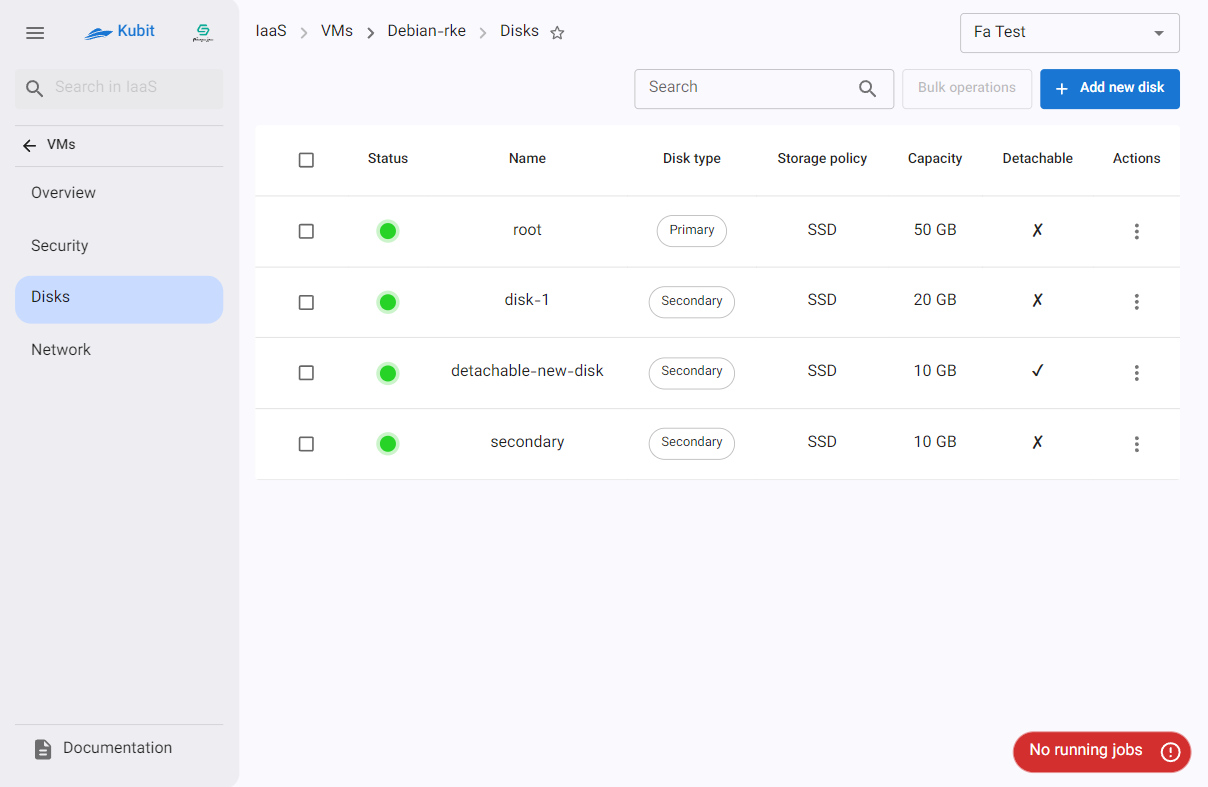 Kubit
IaaS VMs Debian-rke Disks
Fa Test
Search in IaaS
Search
Bulk operations
+ Add new disk
VMs
Overview
Security
Disks
Network
Status Name Disk type Storage policy Capacity Detachable Actions
root Primary SSD 50 GB ✗
disk-1 Secondary SSD 20 GB ✗
detachable-new-disk Secondary SSD 10 GB ✓
secondary Secondary SSD 10 GB ✗
Documentation
No running jobs